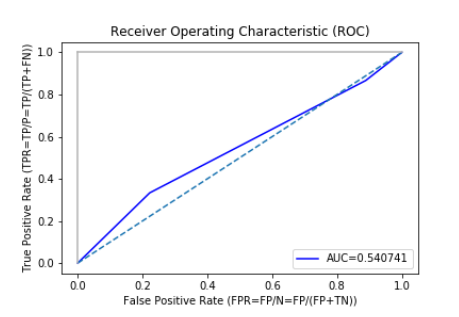 Receiver Operating Characteristic (ROC)
True Positive Rate (TPR=TP/P=TP/(TP+FN))
1.0
0.8
0.6
0.4
0.2
0.0
AUC=0.540741
0.0 0.2 0.4 0.6 0.8 1.0
False Positive Rate (FPR=FP/N=FP/(FP+TN))